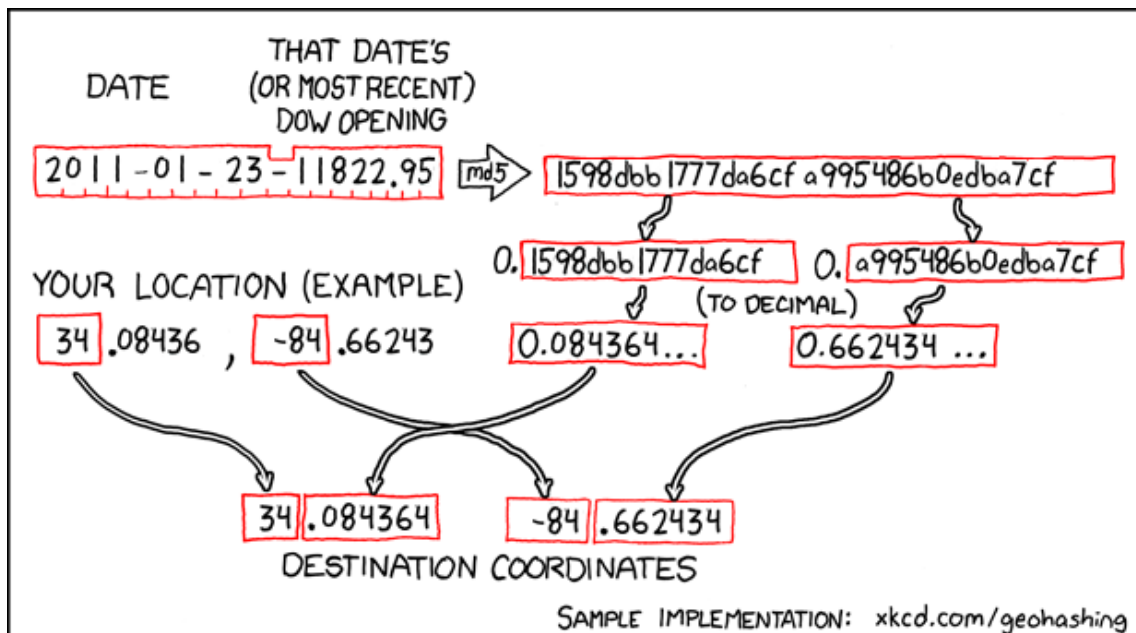 DATE
THAT DATE'S
(OR MOST RECENT)
DOW OPENING
2011-01-23-11822.95
md5
1598dbb1777da6cfa995486b0edba7cf
0.1598dbb1777da6cf
0.a995486b0edba7cf
(TO DECIMAL)
YOUR LOCATION (EXAMPLE)
34.08436, -84.66243
0.084364...
0.662434...
34.084364
-84.662434
DESTINATION COORDINATES
SAMPLE IMPLEMENTATION: xkcd.com/geohashing